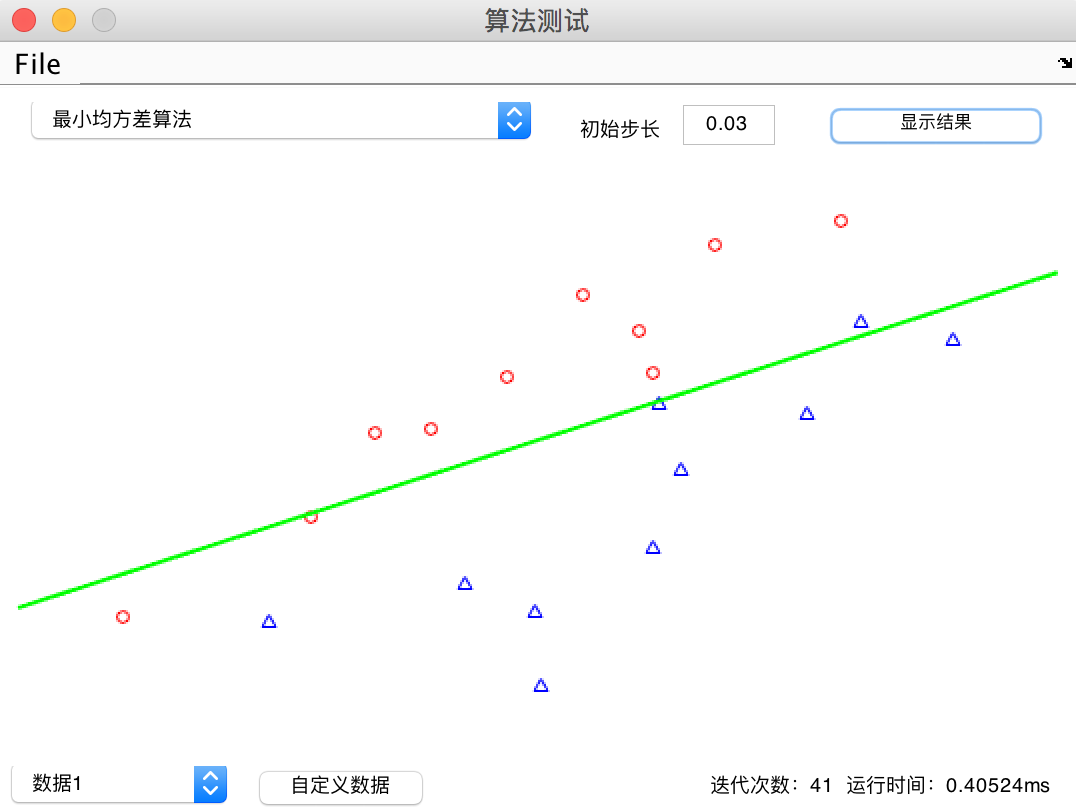 算法测试
File
最小均方差算法
初始步长 0.03
显示结果
数据1
自定义数据
迭代次数：41 运行时间：0.40524ms